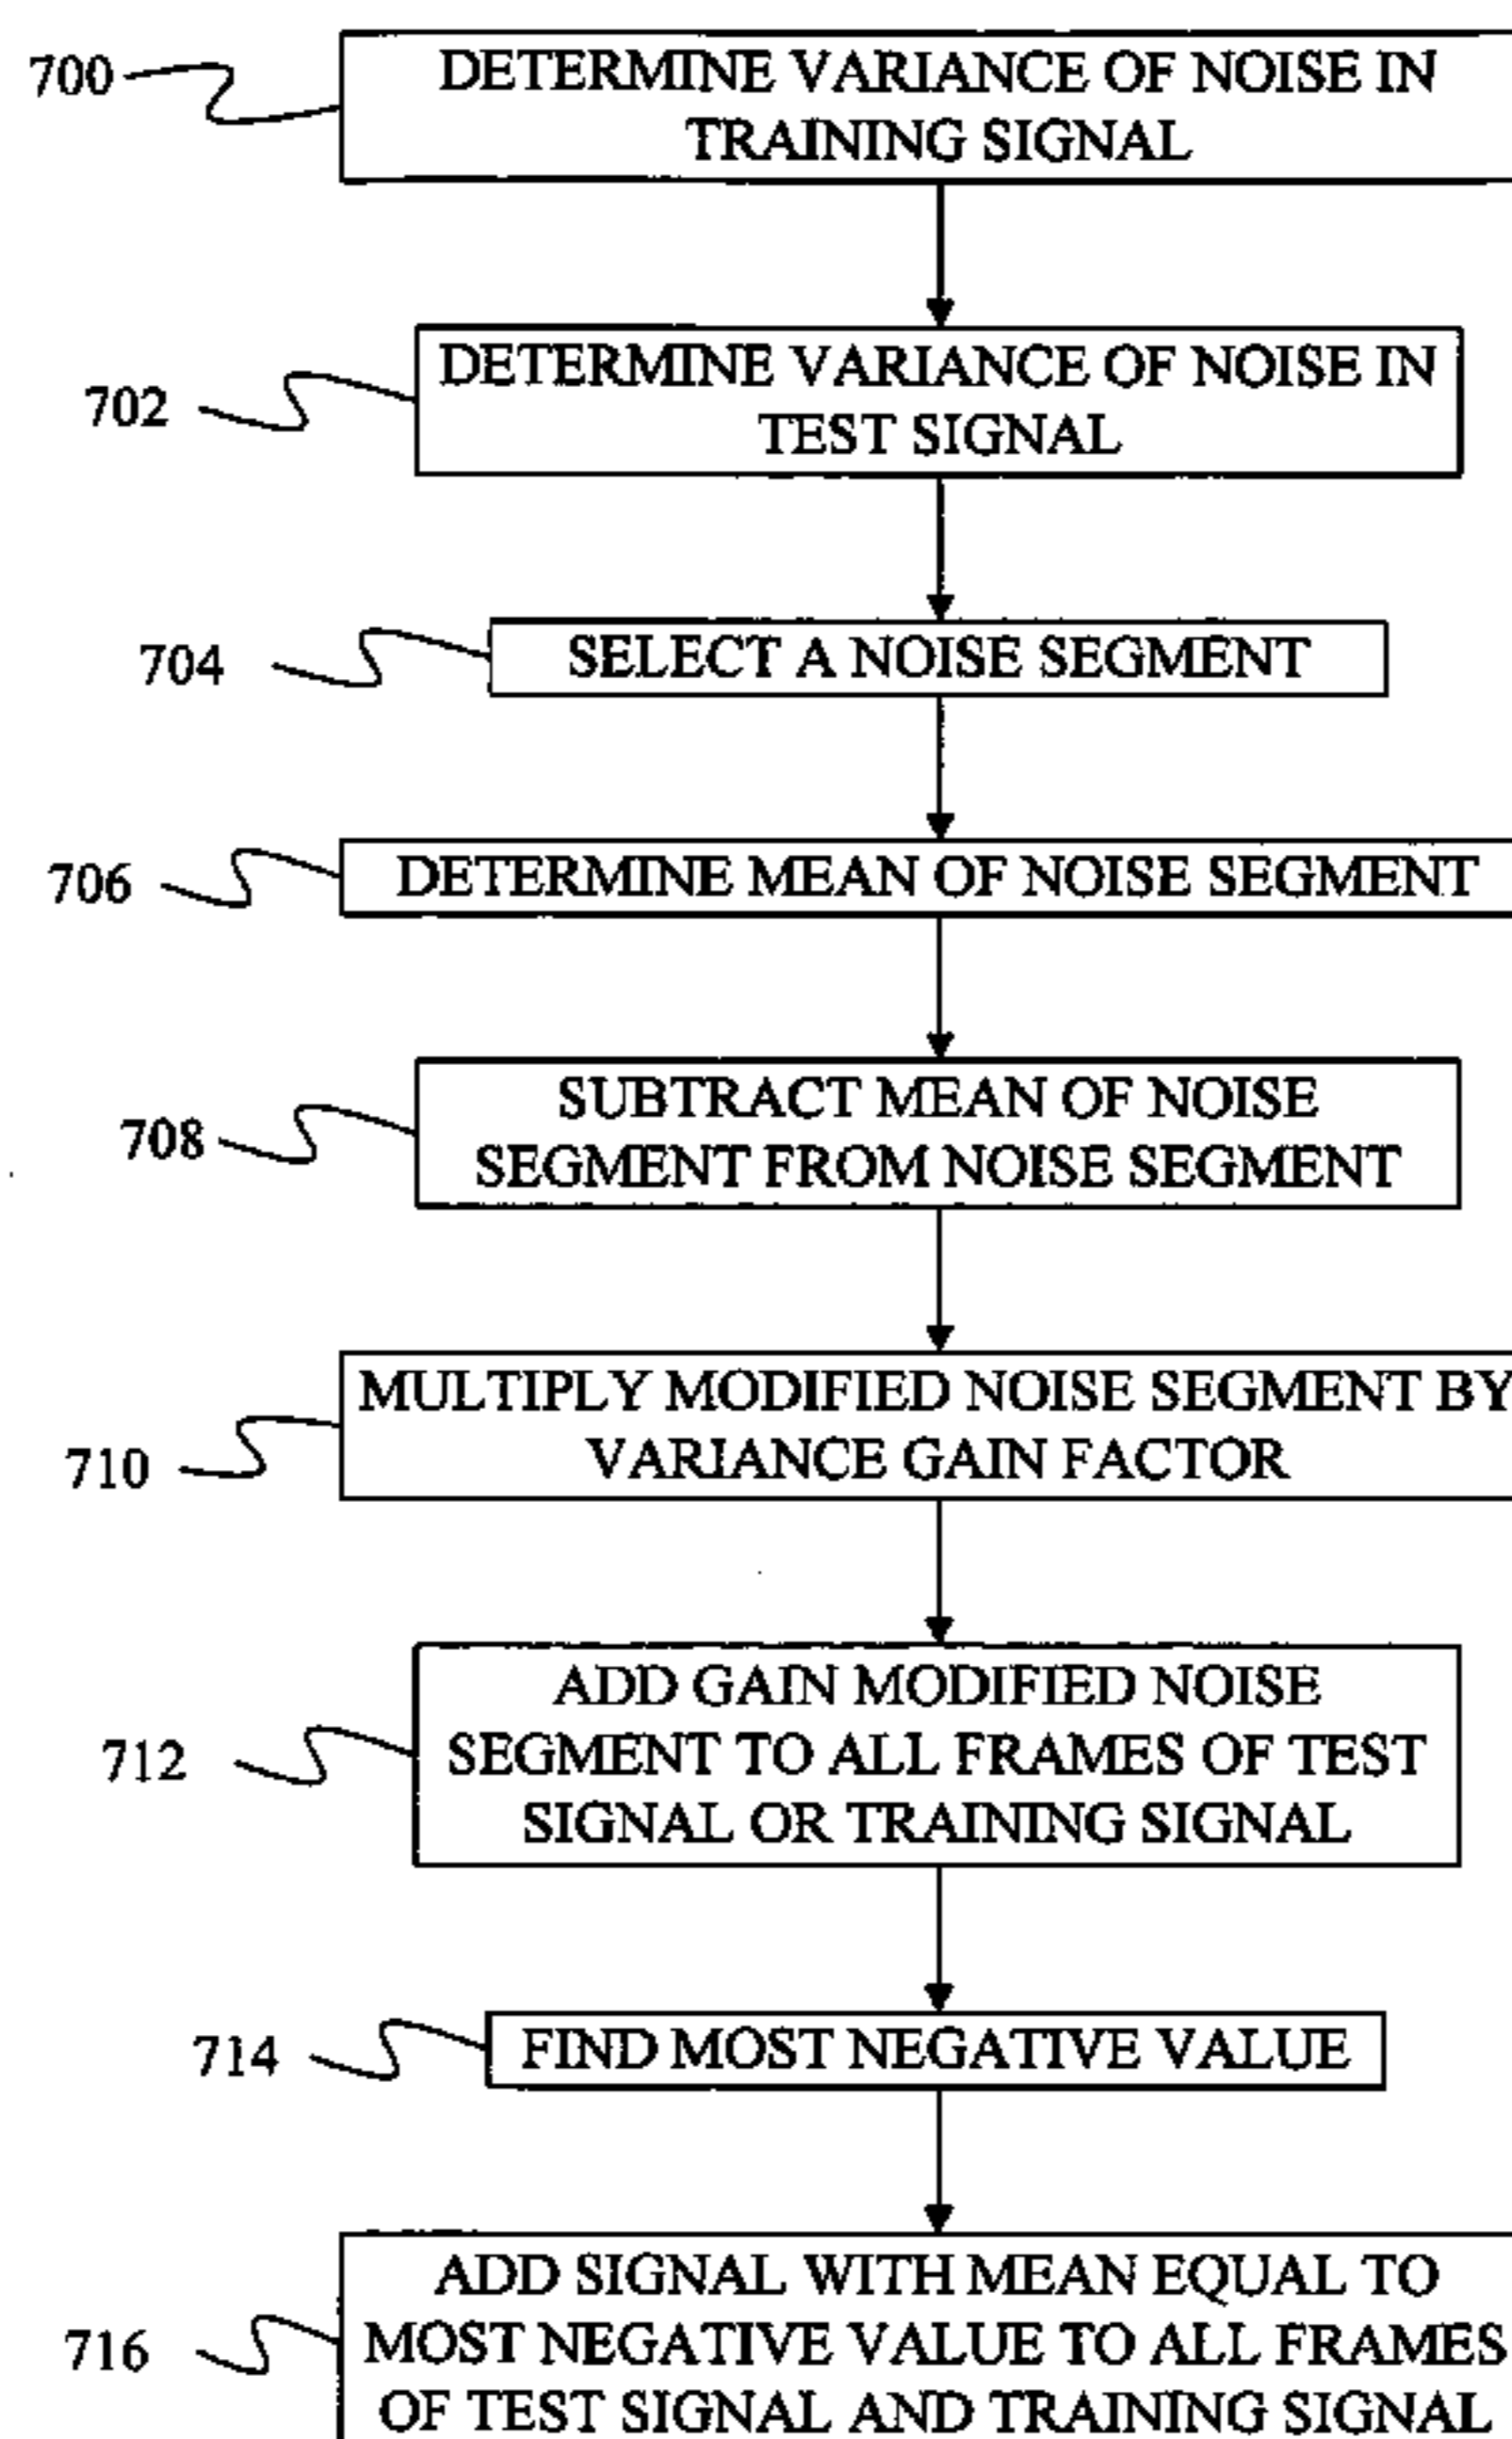 700
DETERMINE VARIANCE OF NOISE IN
TRAINING SIGNAL
702
DETERMINE VARIANCE OF NOISE IN
TEST SIGNAL
704
SELECT A NOISE SEGMENT
706
DETERMINE MEAN OF NOISE SEGMENT
708
SUBTRACT MEAN OF NOISE
SEGMENT FROM NOISE SEGMENT
710
MULTIPLY MODIFIED NOISE SEGMENT BY
VARIANCE GAIN FACTOR
712
ADD GAIN MODIFIED NOISE
SEGMENT TO ALL FRAMES OF TEST
SIGNAL OR TRAINING SIGNAL
714
FIND MOST NEGATIVE VALUE
716
ADD SIGNAL WITH MEAN EQUAL TO
MOST NEGATIVE VALUE TO ALL FRAMES
OF TEST SIGNAL AND TRAINING SIGNAL